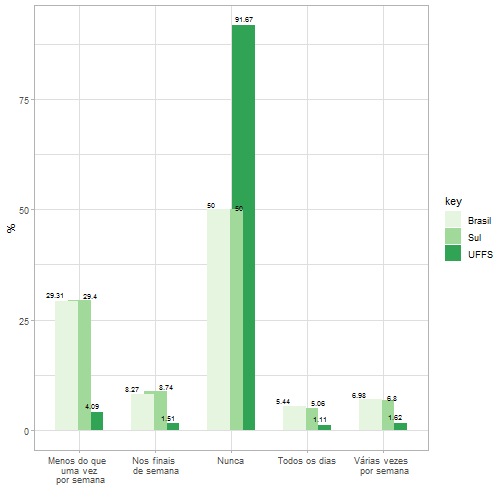 91.67
75
50
50
50
%
25
0
29.31
29.4
4.09
8.27
8.74
1.51
5.44
5.06
1.11
6.98
6.8
1.62
Menos do que
uma vez
por semana
Nos finais
de semana
Nunca
Todos os dias
Várias vezes
por semana
key
Brasil
Sul
UFFS